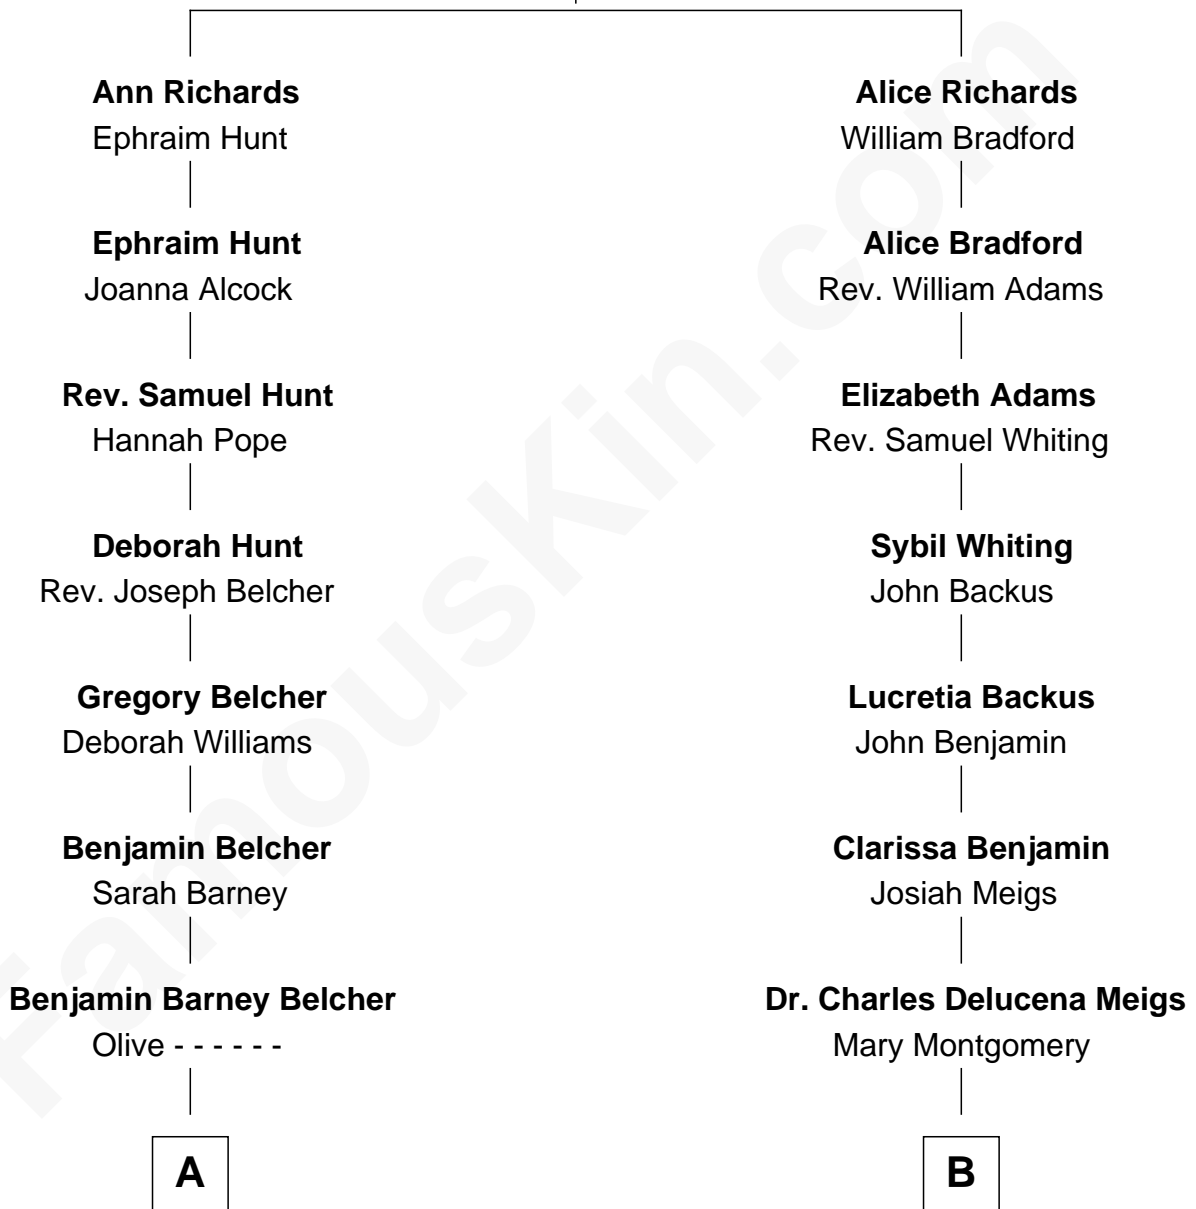 Ann Richards
Ephraim Hunt
Alice Richards
William Bradford
Ephraim Hunt
Joanna Alcock
Alice Bradford
Rev. William Adams
Rev. Samuel Hunt
Hannah Pope
Elizabeth Adams
Rev. Samuel Whiting
Deborah Hunt
Rev. Joseph Belcher
Sybil Whiting
John Backus
Gregory Belcher
Deborah Williams
Lucretia Backus
John Benjamin
Benjamin Belcher
Sarah Barney
Clarissa Benjamin
Josiah Meigs
Benjamin Barney Belcher
Olive - - - - - -
Dr. Charles Delucena Meigs
Mary Montgomery
A
B
FamousKin.com